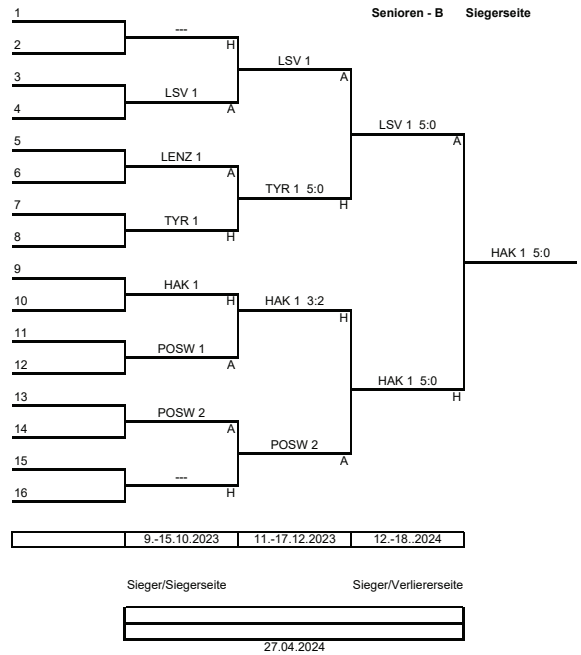 Senioren - B Siegerseite
1
---
2 H
LSV 1
3 A
LSV 1
4 A
LSV 1 5:0
5 A
LENZ 1
6 A
TYR 1 5:0
7 H
TYR 1
8 H
HAK 1 5:0
9
HAK 1
10 H
HAK 1 3:2
11 H
POSW 1
12 A
HAK 1 5:0
13 H
POSW 2
14 A
POSW 2
15 A
---
16 H
9.-15.10.2023 11.-17.12.2023 12.-18..2024
Sieger/Siegerseite Sieger/Verliererseite
27.04.2024